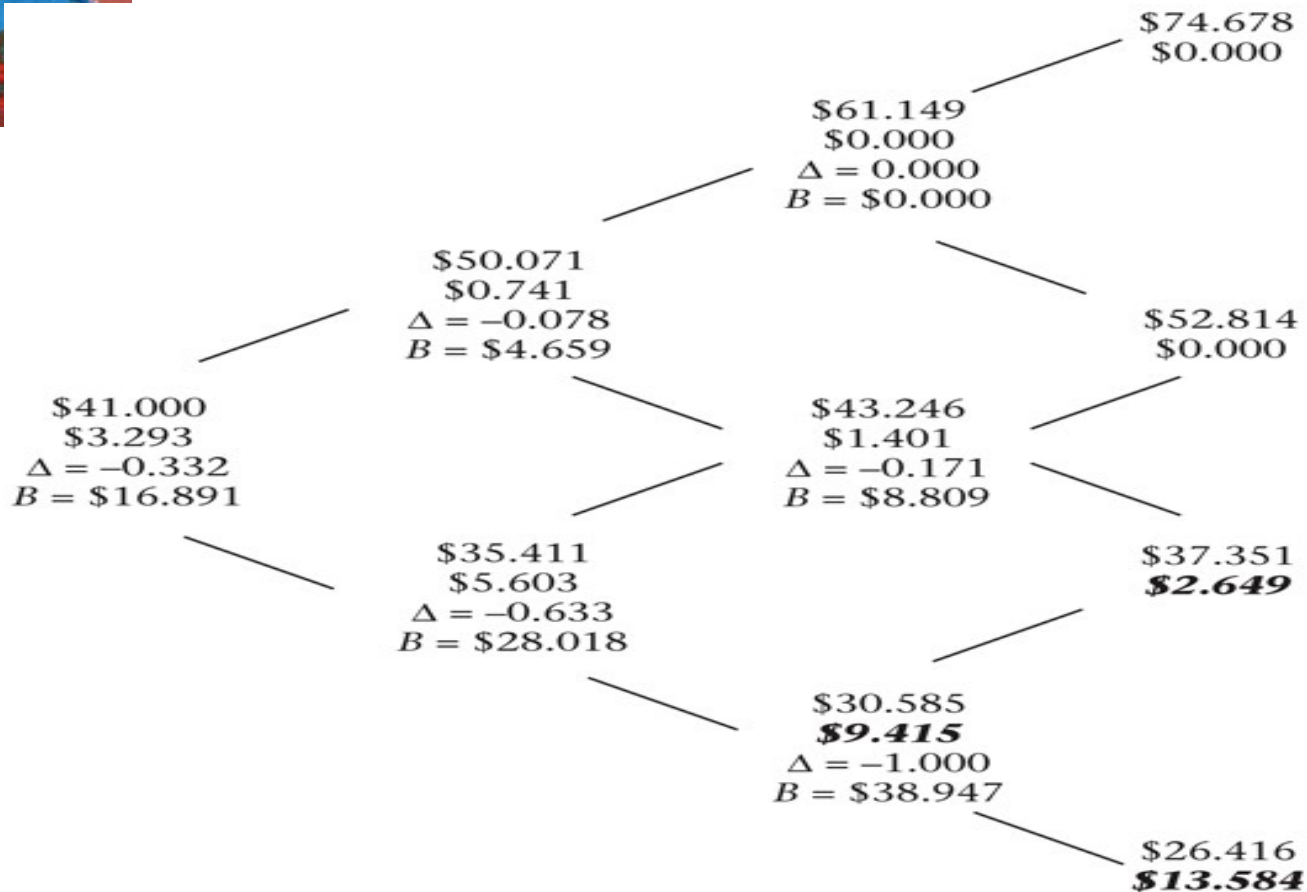 $74.678
$0.000
$61.149
$0.000
Δ = 0.000
B = $0.000
$50.071
$0.741
Δ = –0.078
B = $4.659
$52.814
$0.000
$41.000
$3.293
Δ = –0.332
B = $16.891
$43.246
$1.401
Δ = –0.171
B = $8.809
$35.411
$5.603
Δ = –0.633
B = $28.018
$37.351
$2.649
$30.585
$9.415
Δ = –1.000
B = $38.947
$26.416
$13.584